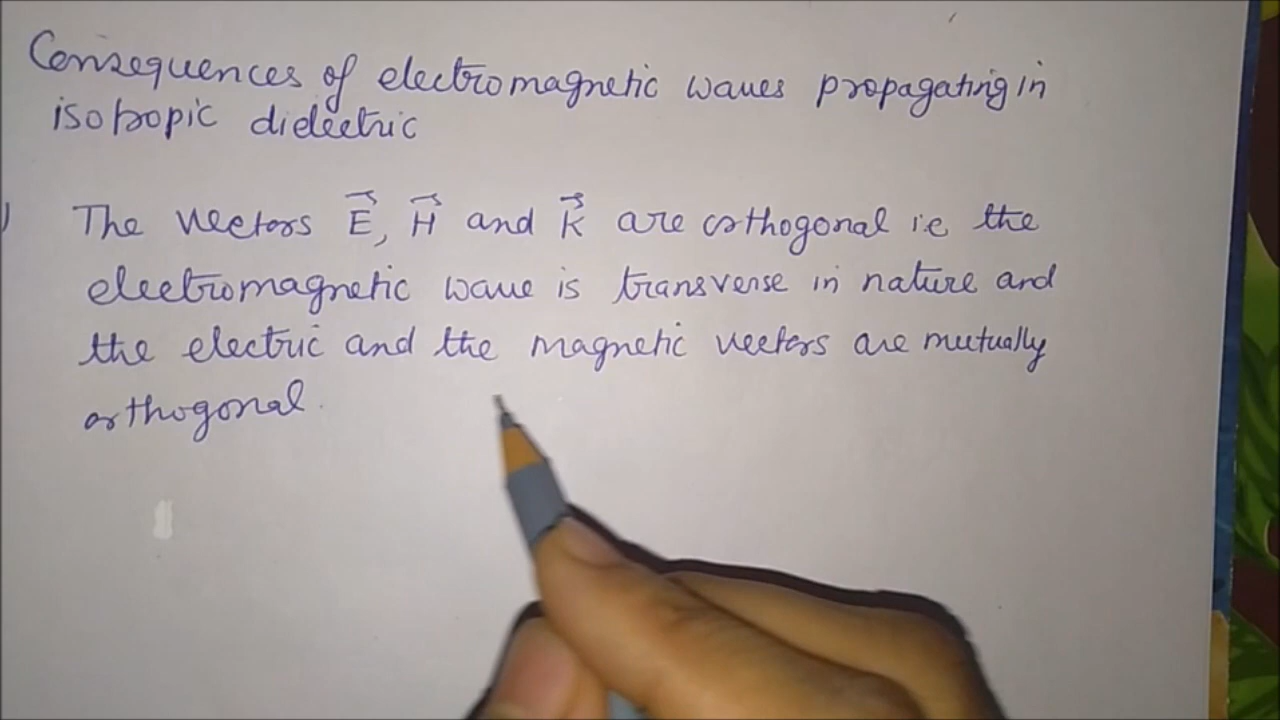 Consequences of electromagnetic waves propagating in
isotropic dielectric
) The vectors E⃗, H⃗ and K⃗ are orthogonal i.e the
electromagnetic wave is transverse in nature and
the electric and the magnetic vectors are mutually
orthogonal.